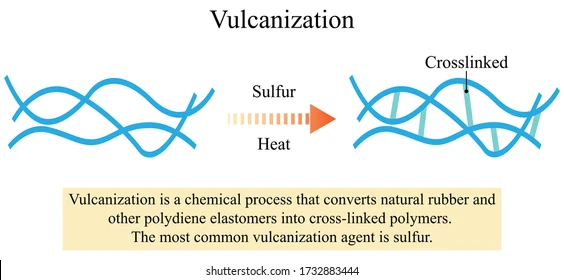 Vulcanization
Crosslinked
Sulfur
Heat
Vulcanization is a chemical process that converts natural rubber and
other polydiene elastomers into cross-linked polymers.
The most common vulcanization agent is sulfur.
shutterstock.com · 1732883444